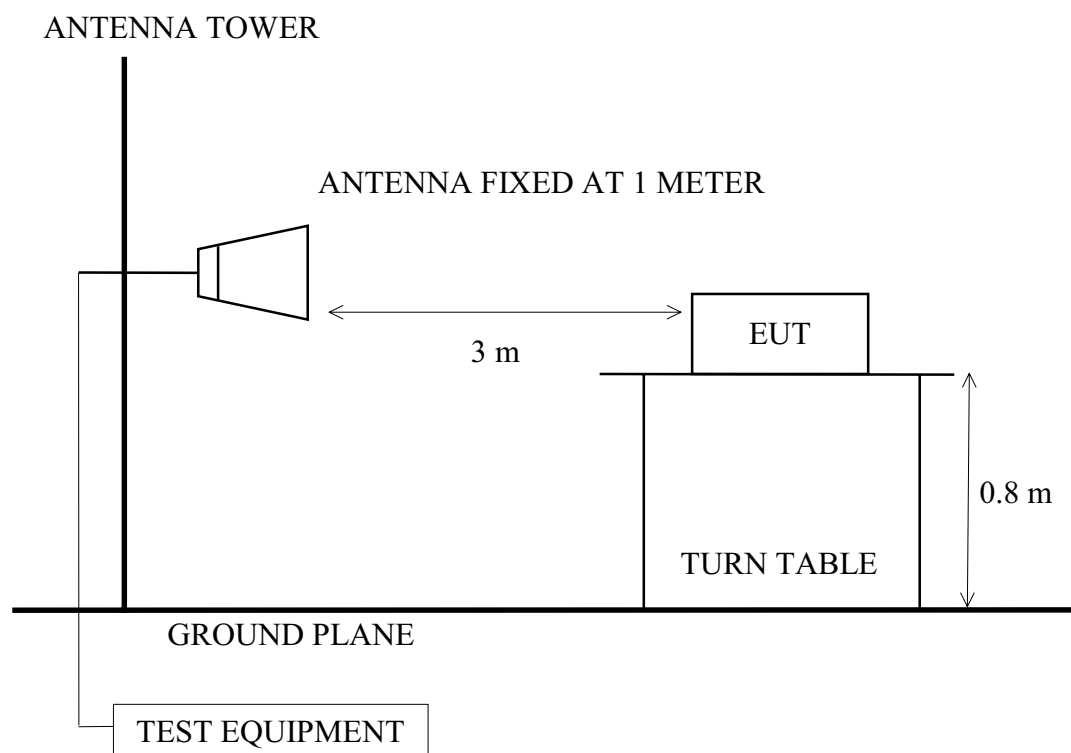 ANTENNA TOWER
ANTENNA FIXED AT 1 METER
3 m
EUT
0.8 m
TURN TABLE
GROUND PLANE
TEST EQUIPMENT